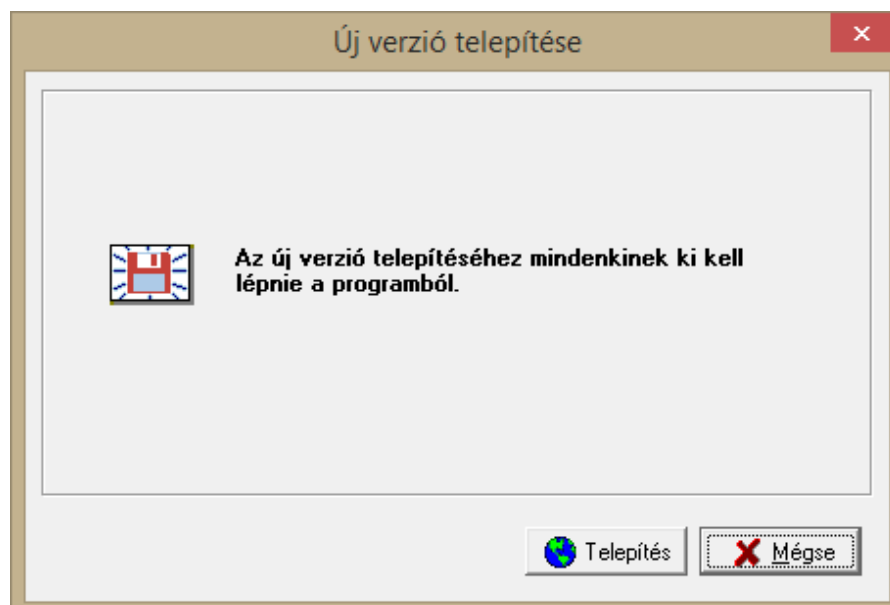 Új verzió telepítése
Az új verzió telepítéséhez mindenkinek ki kell
lépnie a programból.
Telepítés
Mégse